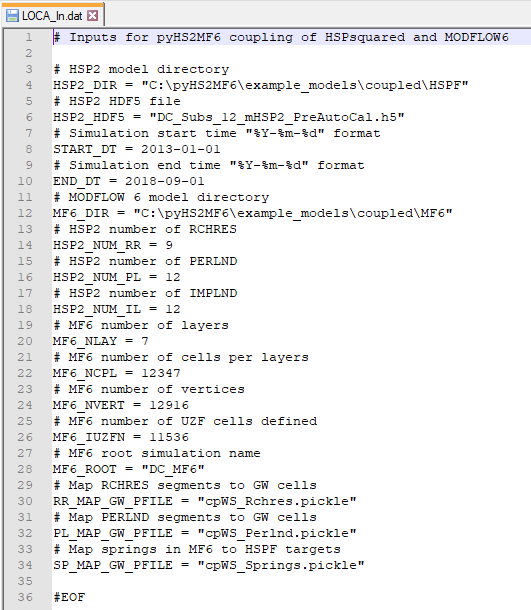 LOCA_In.dat
1 # Inputs for pyHS2MF6 coupling of HSPsquared and MODFLOW6
2
3 # HSP2 model directory
4 HSP2_DIR = "C:\pyHS2MF6\example_models\coupled\HSPF"
5 # HSP2 HDF5 file
6 HSP2_HDF5 = "DC_Subs_12_mHSP2_PreAutoCal.h5"
7 # Simulation start time "%Y-%m-%d" format
8 START_DT = 2013-01-01
9 # Simulation end time "%Y-%m-%d" format
10 END_DT = 2018-09-01
11 # MODFLOW 6 model directory
12 MF6_DIR = "C:\pyHS2MF6\example_models\coupled\MF6"
13 # HSP2 number of RCHRES
14 HSP2_NUM_RR = 9
15 # HSP2 number of PERLND
16 HSP2_NUM_PL = 12
17 # HSP2 number of IMPLND
18 HSP2_NUM_IL = 12
19 # MF6 number of layers
20 MF6_NLAY = 7
21 # MF6 number of cells per layers
22 MF6_NCPL = 12347
23 # MF6 number of vertices
24 MF6_NVERT = 12916
25 # MF6 number of UZF cells defined
26 MF6_IUZFN = 11536
27 # MF6 root simulation name
28 MF6_ROOT = "DC_MF6"
29 # Map RCHRES segments to GW cells
30 RR_MAP_GW_PFILE = "cpWS_Rchres.pickle"
31 # Map PERLND segments to GW cells
32 PL_MAP_GW_PFILE = "cpWS_Perlnd.pickle"
33 # Map springs in MF6 to HSPF targets
34 SP_MAP_GW_PFILE = "cpWS_Springs.pickle"
35
36 #EOF